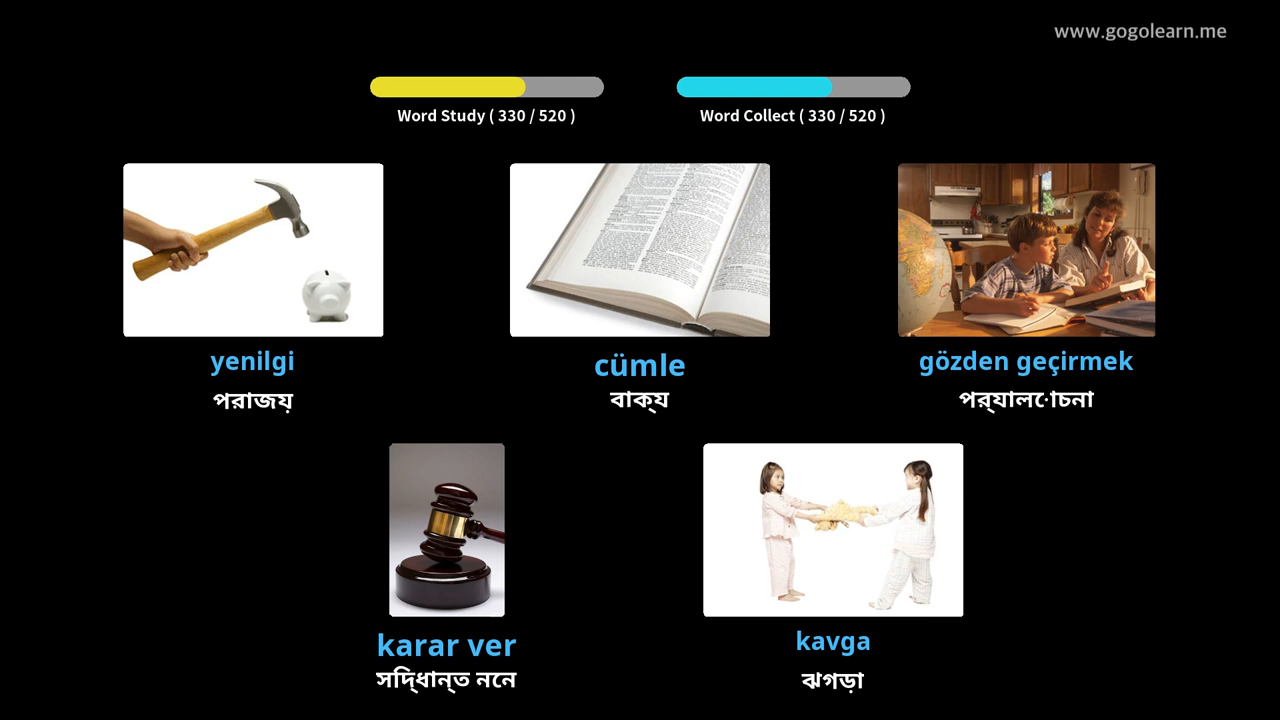 www.gogolearn.me
Word Study ( 330 / 520 )
Word Collect ( 330 / 520 )
yenilgi
cümle
gözden geçirmek
পরাজয়
বাক্য
পর্যালোচনা
karar ver
kavga
সিদ্ধান্ত নেন
ঝগড়া